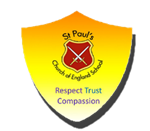 St Paul's
Church of England School
Respect Trust
Compassion